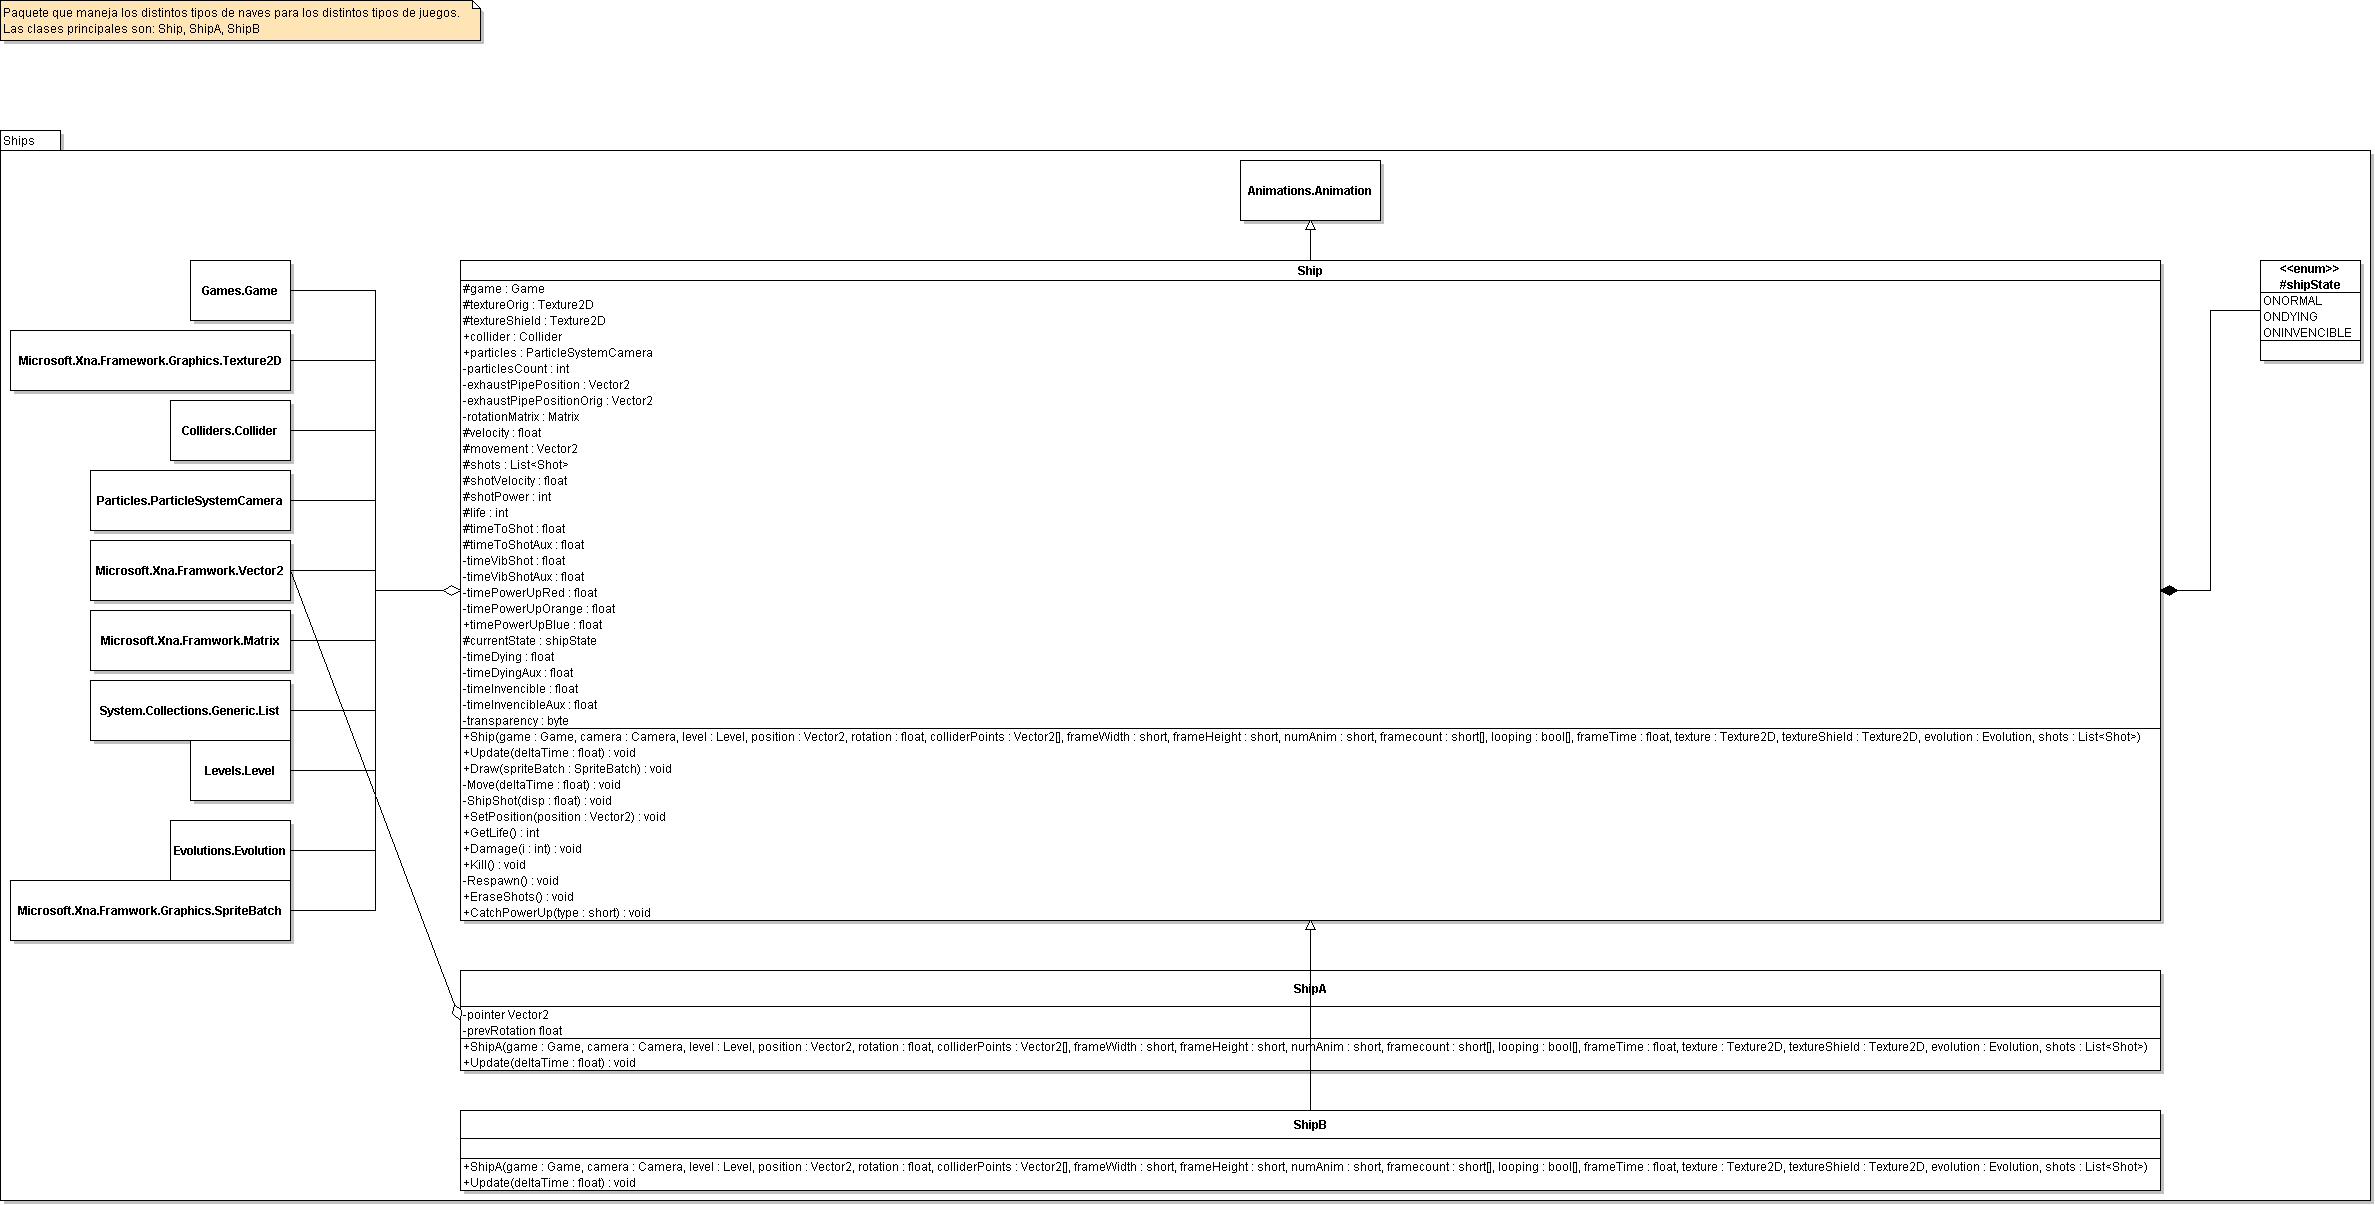 Paquete que maneja los distintos tipos de naves para los distintos tipos de juegos.
Las clases principales son: Ship, ShipA, ShipB
Ships
Animations.Animation
Games.Game
Microsoft.Xna.Framework.Graphics.Texture2D
Colliders.Collider
Particles.ParticleSystemCamera
Microsoft.Xna.Framwork.Vector2
Microsoft.Xna.Framwork.Matrix
System.Collections.Generic.List
Levels.Level
Evolutions.Evolution
Microsoft.Xna.Framwork.Graphics.SpriteBatch
Ship
#game : Game
#textureOrig : Texture2D
#textureShield : Texture2D
+collider : Collider
+particles : ParticleSystemCamera
-particlesCount : int
-exhaustPipePosition : Vector2
-exhaustPipePositionOrig : Vector2
-rotationMatrix : Matrix
#velocity : float
#movement : Vector2
#shots : List<Shot>
#shotVelocity : float
#shotPower : int
#life : int
#timeToShot : float
#timeToShotAux : float
-timeVibShot : float
-timeVibShotAux : float
-timePowerUpRed : float
-timePowerUpOrange : float
+timePowerUpBlue : float
#currentState : shipState
-timeDying : float
-timeDyingAux : float
-timeInvencible : float
-timeInvencibleAux : float
-transparency : byte
+Ship(game : Game, camera : Camera, level : Level, position : Vector2, rotation : float, colliderPoints : Vector2[], frameWidth : short, frameHeight : short, numAnim : short, framecount : short[], looping : bool[], frameTime : float, texture : Texture2D, textureShield : Texture2D, evolution : Evolution, shots : List<Shot>)
+Update(deltaTime : float) : void
+Draw(spriteBatch : SpriteBatch) : void
-Move(deltaTime : float) : void
-ShipShot(disp : float) : void
+SetPosition(position : Vector2) : void
+GetLife() : int
+Damage(i : int) : void
+Kill() : void
-Respawn() : void
+EraseShots() : void
+CatchPowerUp(type : short) : void
<<enum>>
#shipState
ONORMAL
ONDYING
ONINVENCIBLE
ShipA
-pointer Vector2
-prevRotation float
+ShipA(game : Game, camera : Camera, level : Level, position : Vector2, rotation : float, colliderPoints : Vector2[], frameWidth : short, frameHeight : short, numAnim : short, framecount : short[], looping : bool[], frameTime : float, texture : Texture2D, textureShield : Texture2D, evolution : Evolution, shots : List<Shot>)
+Update(deltaTime : float) : void
ShipB
+ShipA(game : Game, camera : Camera, level : Level, position : Vector2, rotation : float, colliderPoints : Vector2[], frameWidth : short, frameHeight : short, numAnim : short, framecount : short[], looping : bool[], frameTime : float, texture : Texture2D, textureShield : Texture2D, evolution : Evolution, shots : List<Shot>)
+Update(deltaTime : float) : void